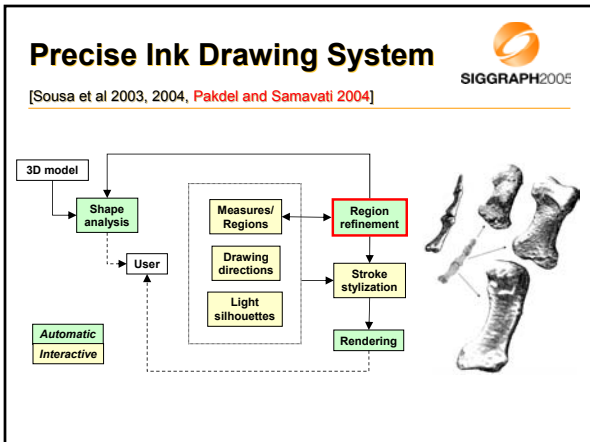 Precise Ink Drawing System
SIGGRAPH2005
[Sousa et al 2003, 2004, Pakdel and Samavati 2004]
3D model
Shape
analysis
User
Measures/
Regions
Drawing
directions
Light
silhouettes
Region
refinement
Stroke
stylization
Rendering
Automatic
Interactive